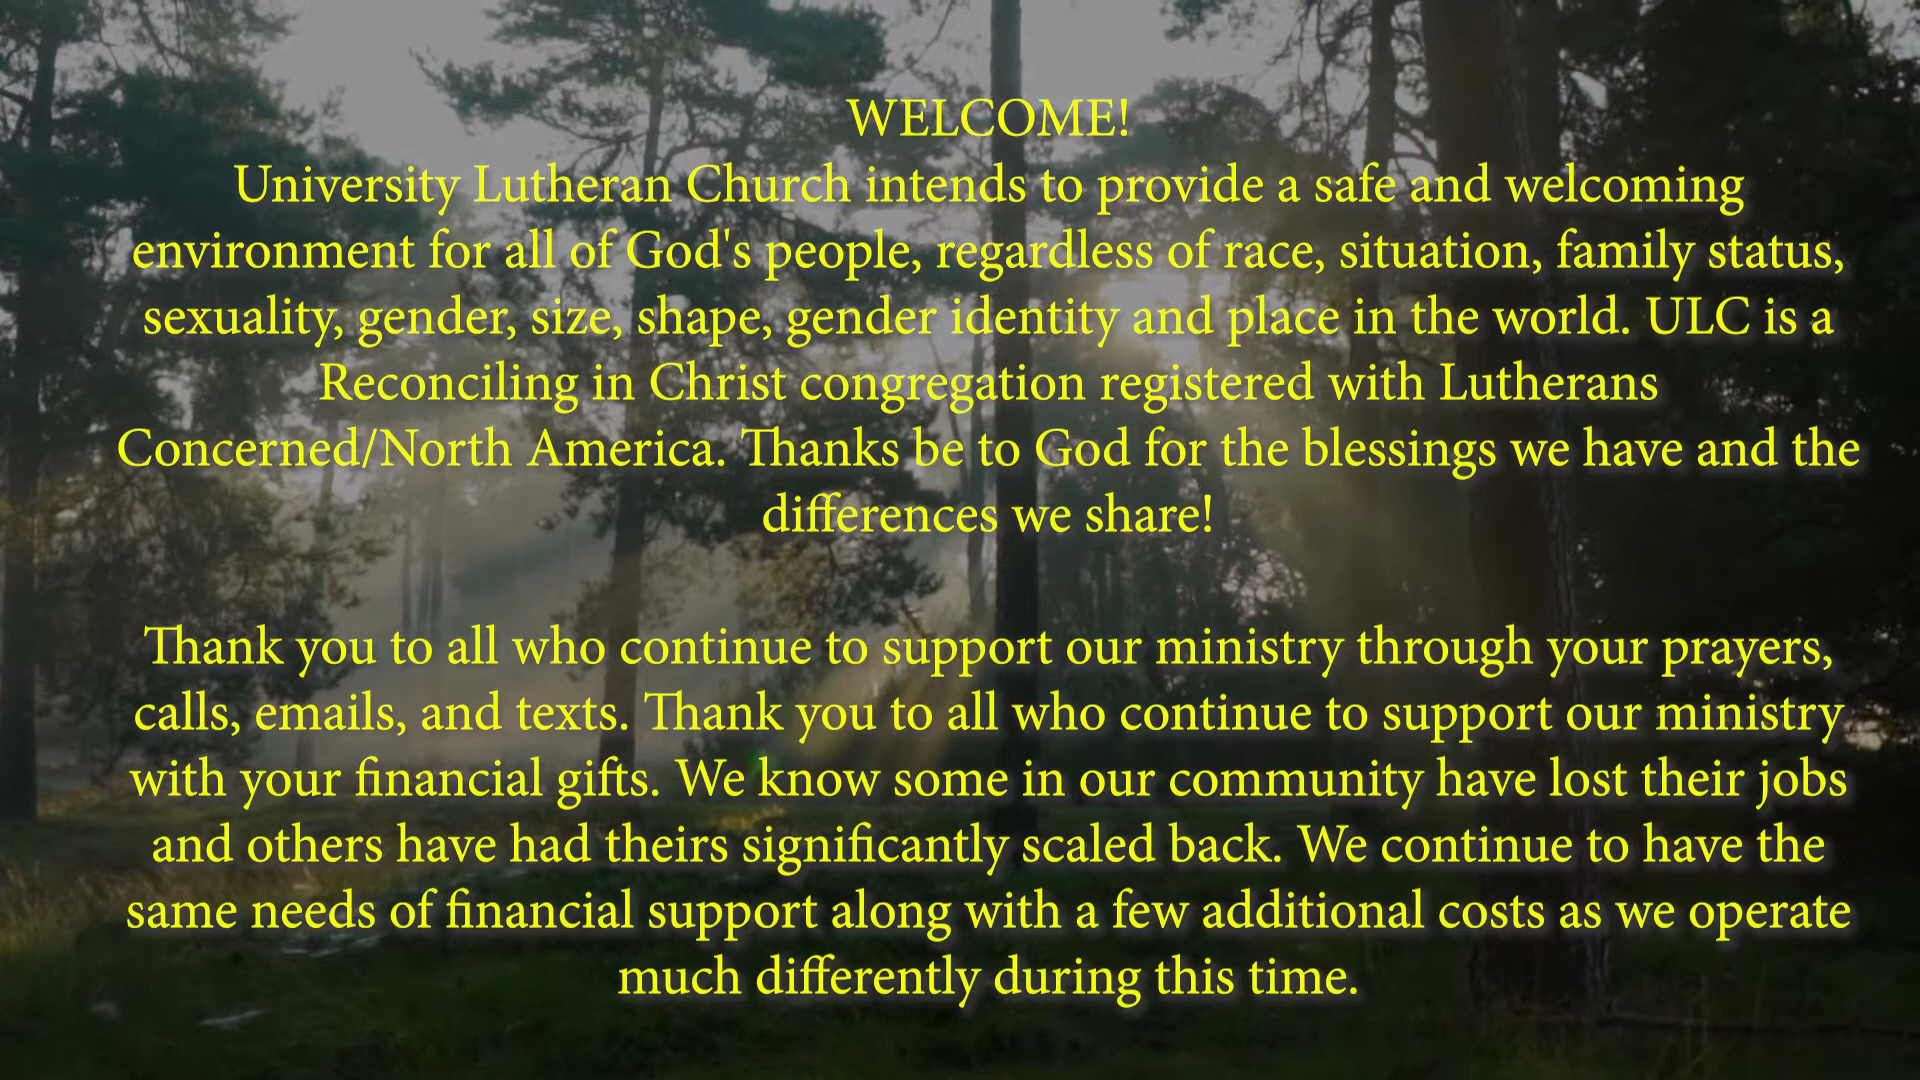 WELCOME!
University Lutheran Church intends to provide a safe and welcoming
environment for all of God's people, regardless of race, situation, family status,
sexuality, gender, size, shape, gender identity and place in the world. ULC is a
Reconciling in Christ congregation registered with Lutherans
Concerned/North America. Thanks be to God for the blessings we have and the
differences we share!
Thank you to all who continue to support our ministry through your prayers,
calls, emails, and texts. Thank you to all who continue to support our ministry
with your financial gifts. We know some in our community have lost their jobs
and others have had theirs significantly scaled back. We continue to have the
same needs of financial support along with a few additional costs as we operate
much differently during this time.